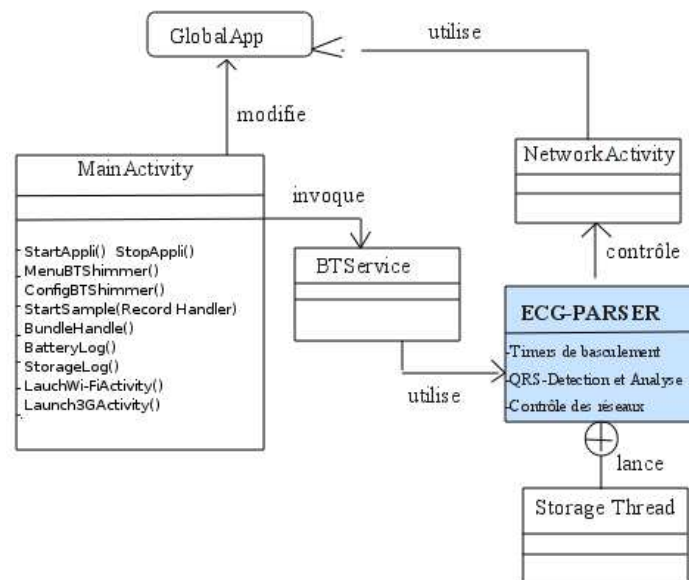 GlobalApp
utilise
modifie
MainActivity
NetworkActivity
invoque
StartAppli() StopAppli()
MenuBTShimmer()
ConfigBTShimmer()
StartSample(Record Handler)
BundleHandle()
BatteryLog()
StorageLog()
LauchWi-FiActivity()
Launch3GActivity()
BTService
contrôle
ECG-PARSER
-Timers de basculement
-QRS-Detection et Analyse
-Contrôle des réseaux
utilise
lance
Storage Thread